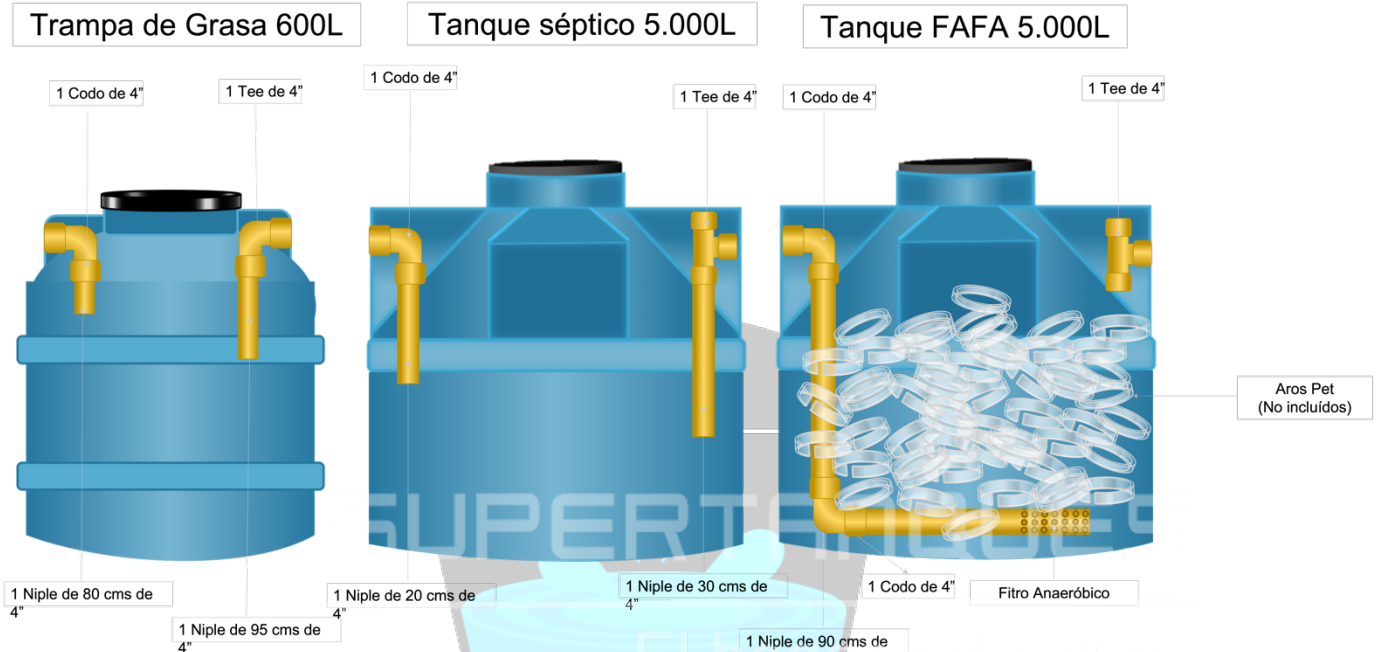 Trampa de Grasa 600L
Tanque séptico 5.000L
Tanque FAFA 5.000L
1 Codo de 4”
1 Tee de 4”
1 Codo de 4”
1 Tee de 4”
1 Codo de 4”
1 Tee de 4”
Aros Pet
(No incluídos)
SUPERTANQUES
1 Niple de 80 cms de
4”
1 Niple de 95 cms de
4”
1 Niple de 20 cms de
4”
1 Niple de 30 cms de
4”
1 Codo de 4”
Fitro Anaeróbico
1 Niple de 90 cms de